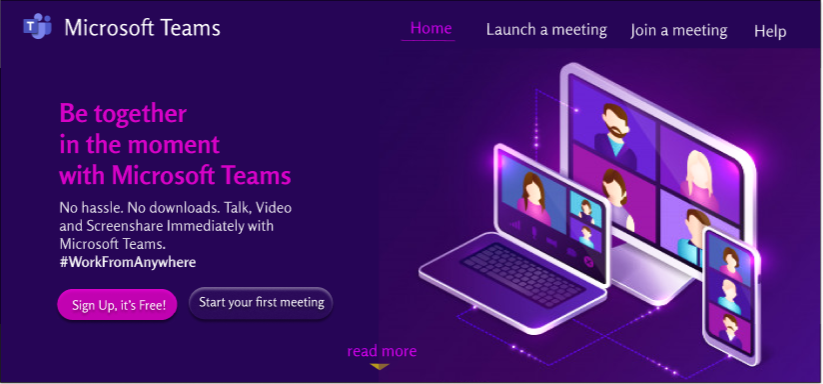 Microsoft Teams
Home
Launch a meeting
Join a meeting
Help
Be together
in the moment
with Microsoft Teams
No hassle. No downloads. Talk, Video
and Screenshare Immediately with
Microsoft Teams.
#WorkFromAnywhere
Sign Up, it's Free!
Start your first meeting
read more